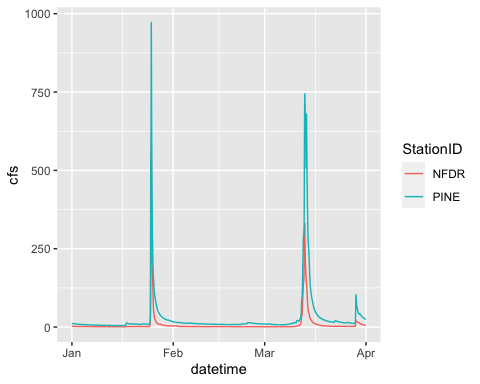 1000
750
500
250
0
cfs
Jan Feb Mar Apr
datetime
StationID
NFDR
PINE